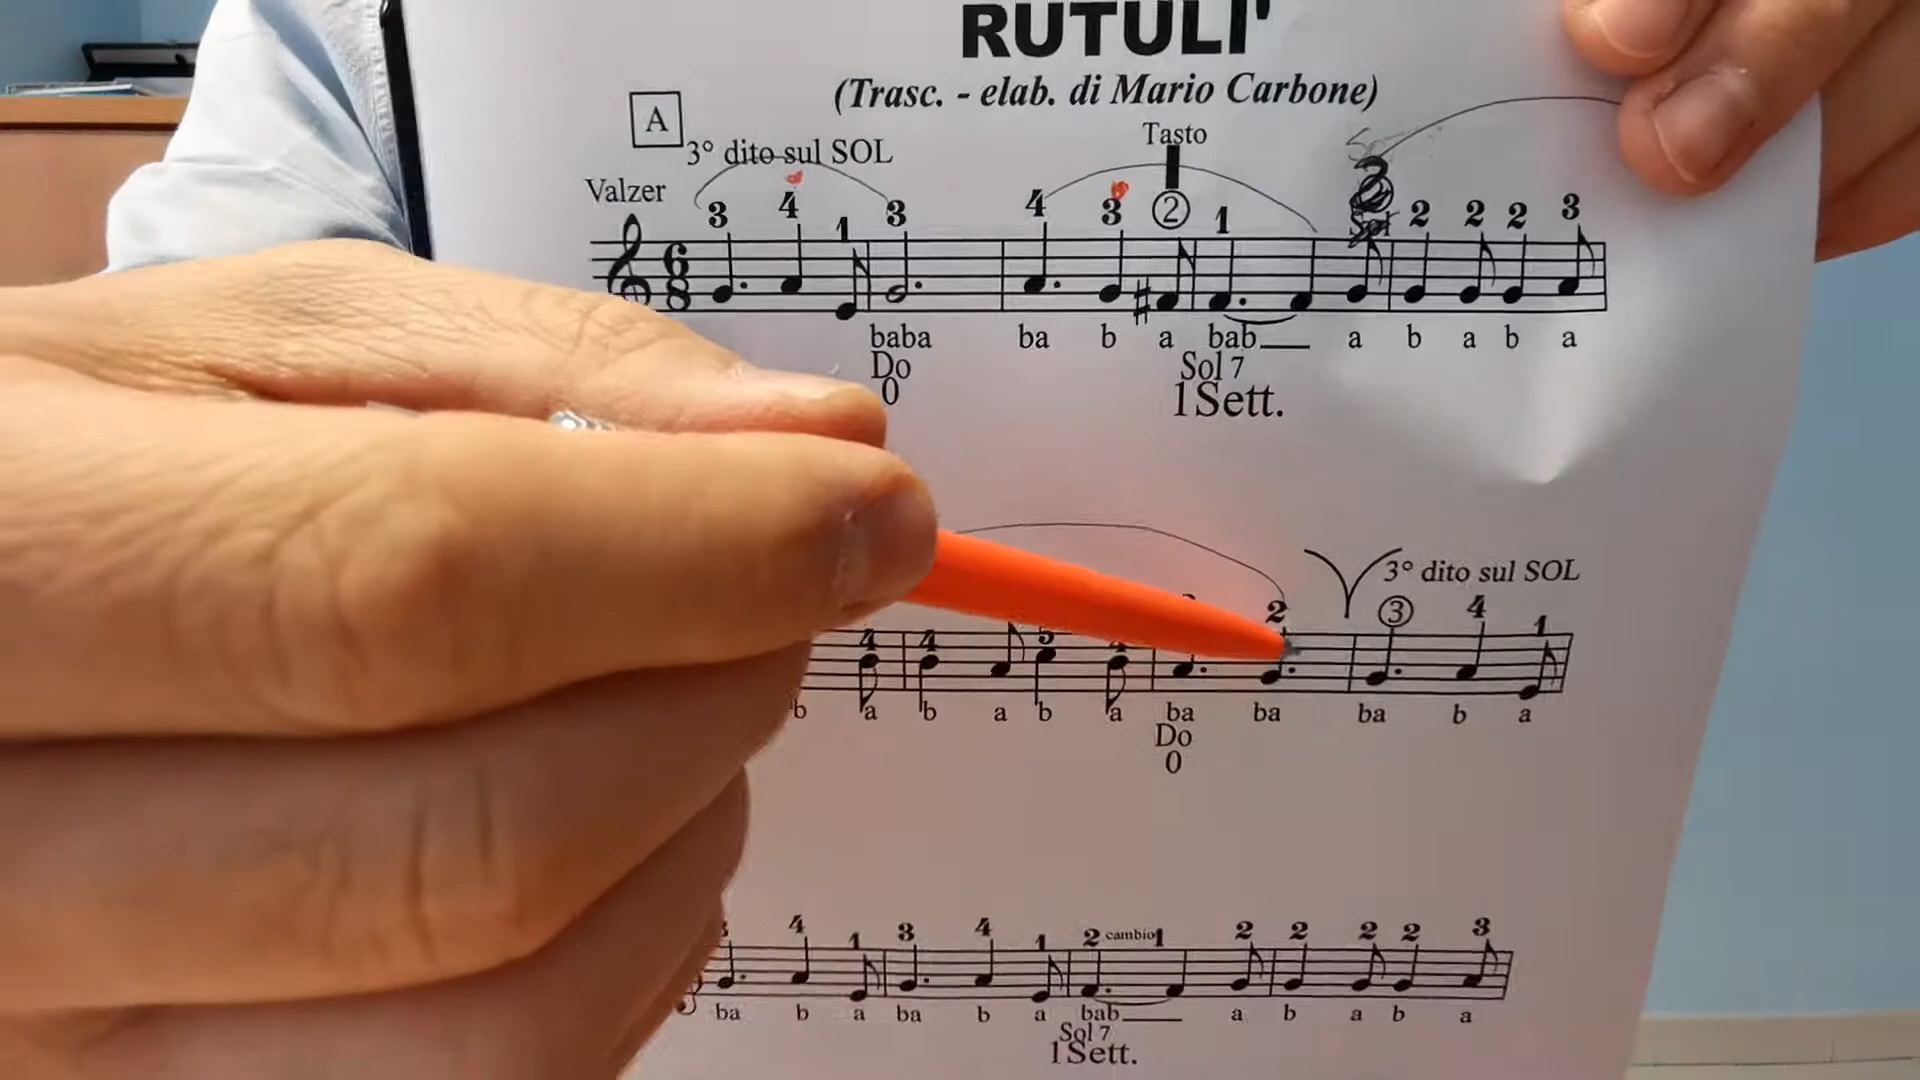 RUTULI'
(Trasc. - elab. di Mario Carbone)
A
3° dito sul SOL
Tasto
Valzer
3 4 1 3 4 3 2 1 2 2 2 3
6
8
baba ba b a bab a b a b a
Do Sol 7
0 1Sett.
3° dito sul SOL
2 3 4 1
4 4
b a b a b a ba ba ba b a
Do
0
4 1 3 4 1 2 cambio1 2 2 2 2 3
ba b a ba b a bab a b a b a
Sol 7
1Sett.